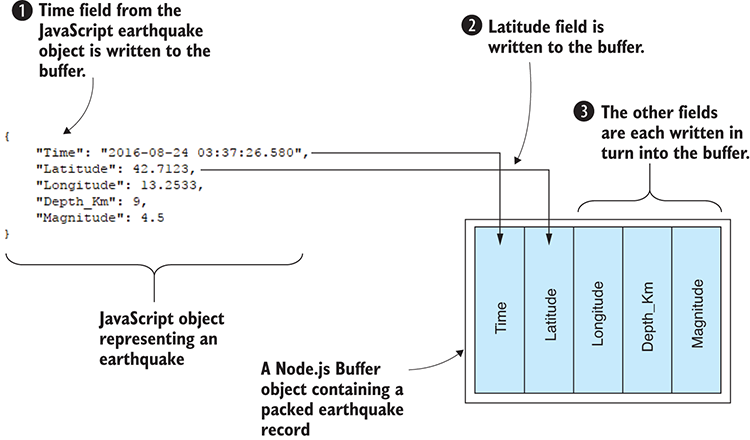 1 Time field from the
JavaScript earthquake
object is written to the
buffer.
2 Latitude field is
written to the buffer.
3 The other fields
are each written in
turn into the buffer.
{
"Time": "2016-08-24 03:37:26.580",
"Latitude": 42.7123,
"Longitude": 13.2533,
"Depth_Km": 9,
"Magnitude": 4.5
}
JavaScript object
representing an
earthquake
Time
Latitude
Longitude
Depth_Km
Magnitude
A Node.js Buffer
object containing a
packed earthquake
record